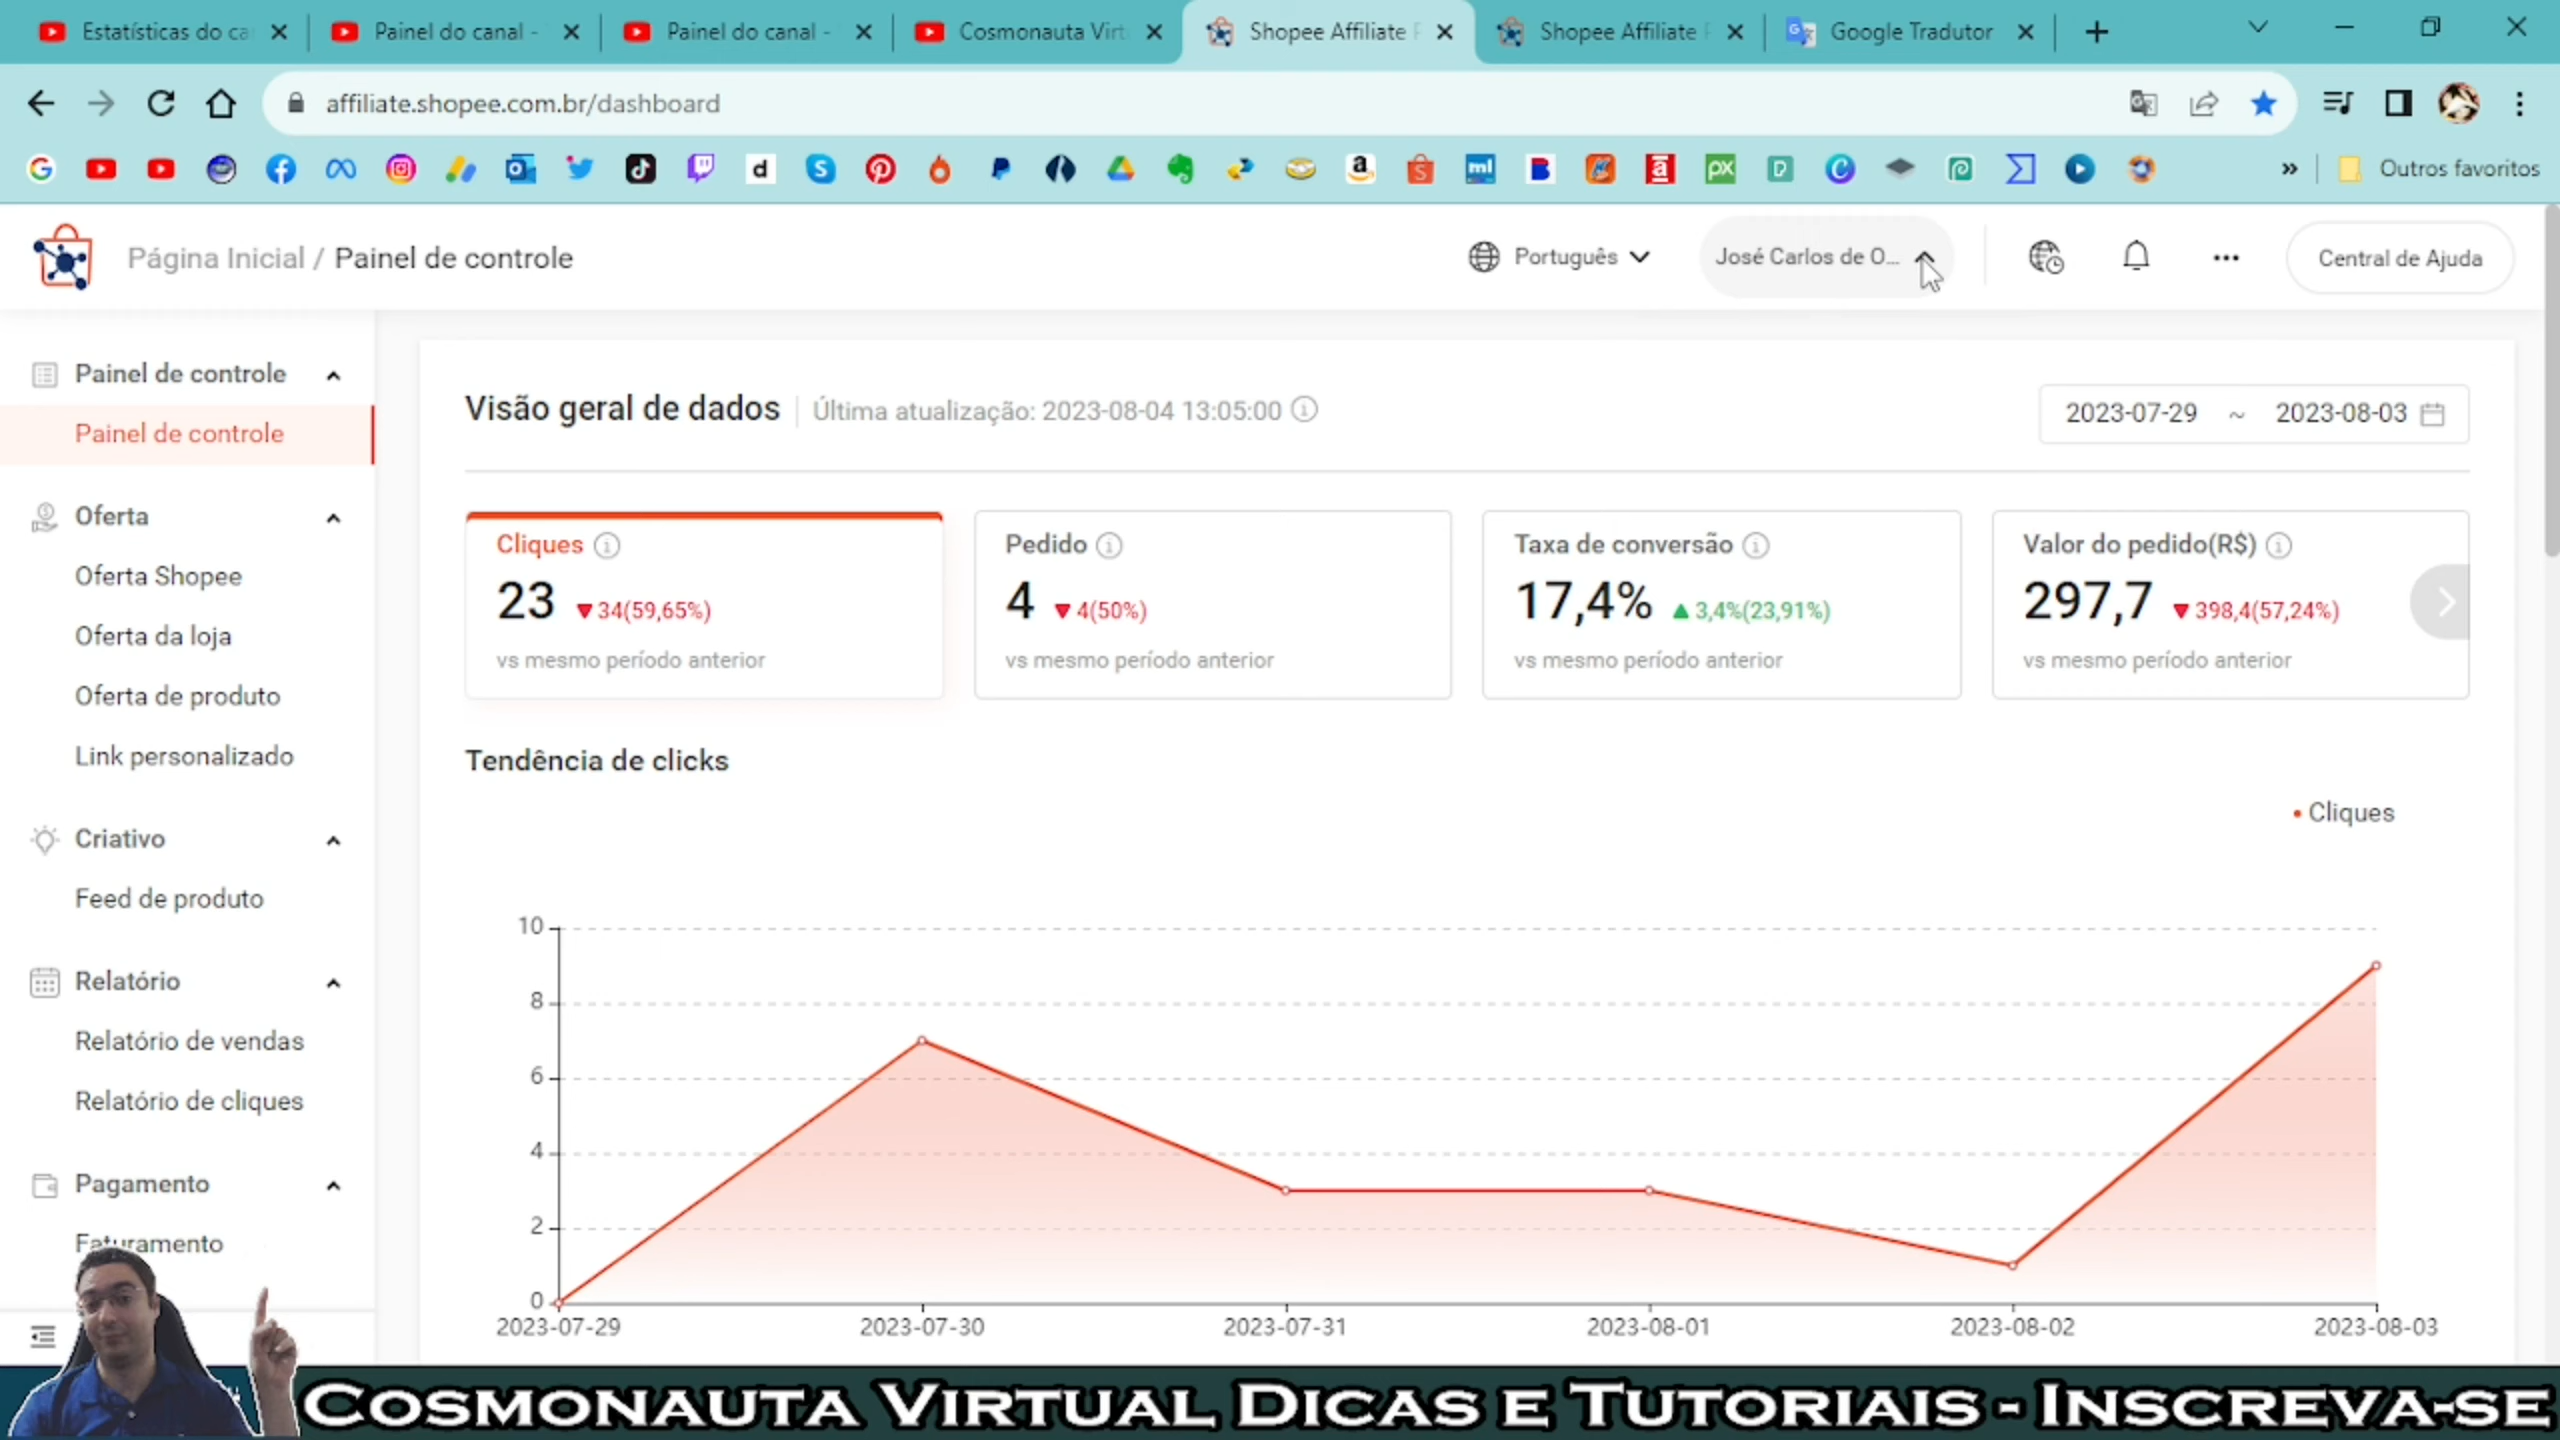 Estatísticas do ca
Painel do canal -
Painel do canal -
Cosmonauta Virt
Shopee Affiliate P
Shopee Affiliate P
Google Tradutor
affiliate.shopee.com.br/dashboard
Outros favoritos
Página Inicial / Painel de controle
Português
José Carlos de O...
Central de Ajuda
Painel de controle
Painel de controle
Oferta
Oferta Shopee
Oferta da loja
Oferta de produto
Link personalizado
Criativo
Feed de produto
Relatório
Relatório de vendas
Relatório de cliques
Pagamento
Faturamento
Visão geral de dados
Última atualização: 2023-08-04 13:05:00
2023-07-29 ~ 2023-08-03
Cliques
23 ▼34(59,65%)
vs mesmo período anterior
Pedido
4 ▼4(50%)
vs mesmo período anterior
Taxa de conversão
17,4% ▲3,4%(23,91%)
vs mesmo período anterior
Valor do pedido(R$)
297,7 ▼398,4(57,24%)
vs mesmo período anterior
Tendência de clicks
Cliques
10
8
6
4
2
0
2023-07-29
2023-07-30
2023-07-31
2023-08-01
2023-08-02
2023-08-03
Cosmonauta Virtual Dicas e Tutoriais - Inscreva-se